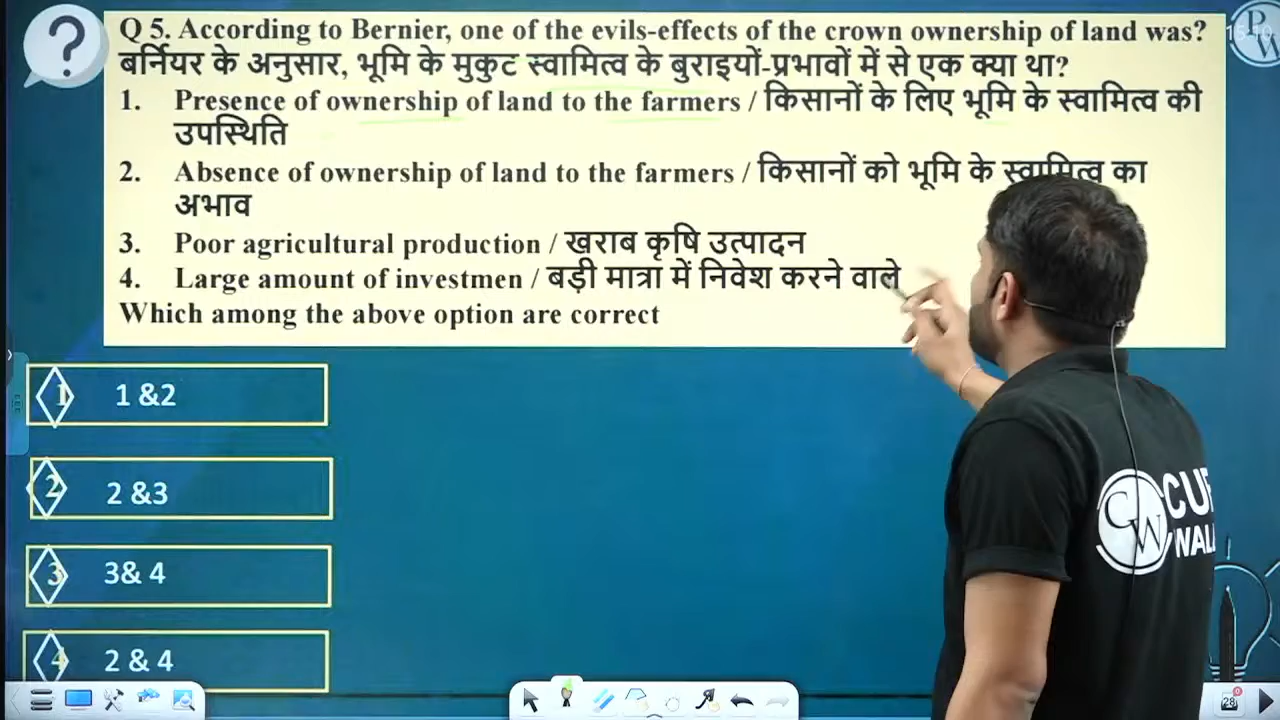 Q 5. According to Bernier, one of the evils-effects of the crown ownership of land was?
बर्नियर के अनुसार, भूमि के मुकुट स्वामित्व के बुराइयों-प्रभावों में से एक क्या था?
1. Presence of ownership of land to the farmers / किसानों के लिए भूमि के स्वामित्व की
उपस्थिति
2. Absence of ownership of land to the farmers / किसानों को भूमि के स्वामित्व का
अभाव
3. Poor agricultural production / खराब कृषि उत्पादन
4. Large amount of investmen / बड़ी मात्रा में निवेश करने वाले
Which among the above option are correct
1 1 &2
2 2 &3
3 3& 4
4 2 & 4
CW
WALL
28